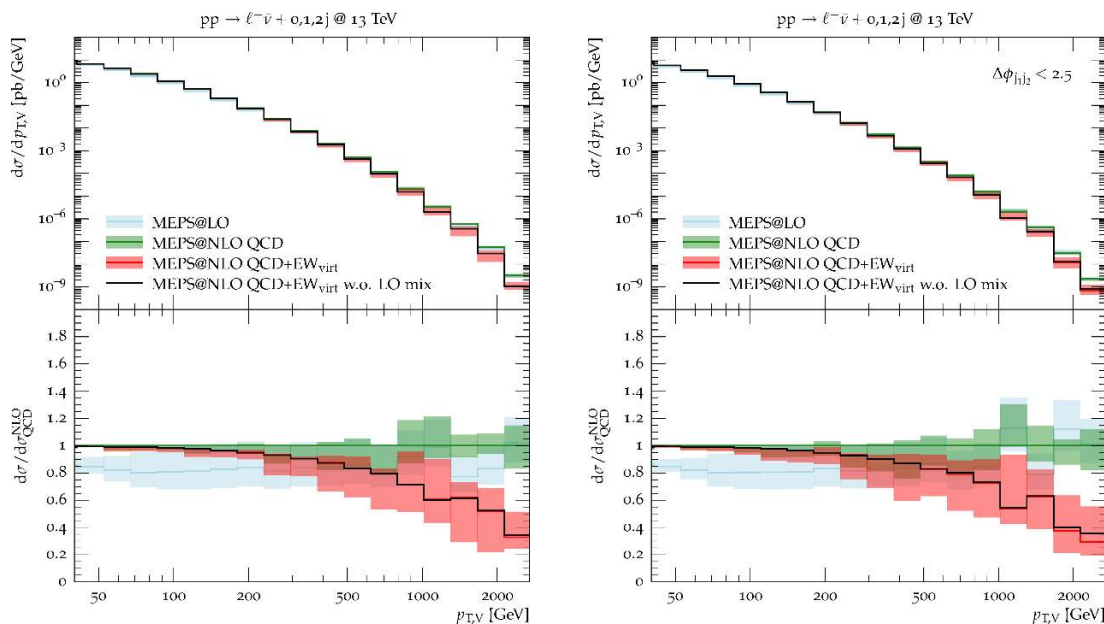 pp → ℓ⁻ν̄ + 0,1,2 j @ 13 TeV
dσ/dp_T,V [pb/GeV]
10⁰
10⁻³
10⁻⁶
10⁻⁹
MEPS@LO
MEPS@NLO QCD
MEPS@NLO QCD+EW_virt
MEPS@NLO QCD+EW_virt w.o. LO mix
dσ/dσ^NLO_QCD
1.8
1.6
1.4
1.2
1
0.8
0.6
0.4
0.2
0
50 100 200 500 1000 2000
p_T,V [GeV]
pp → ℓ⁻ν̄ + 0,1,2 j @ 13 TeV
dσ/dp_T,V [pb/GeV]
Δϕ_j₁j₂ < 2.5
10⁰
10⁻³
10⁻⁶
10⁻⁹
MEPS@LO
MEPS@NLO QCD
MEPS@NLO QCD+EW_virt
MEPS@NLO QCD+EW_virt w.o. LO mix
dσ/dσ^NLO_QCD
1.8
1.6
1.4
1.2
1
0.8
0.6
0.4
0.2
0
50 100 200 500 1000 2000
p_T,V [GeV]